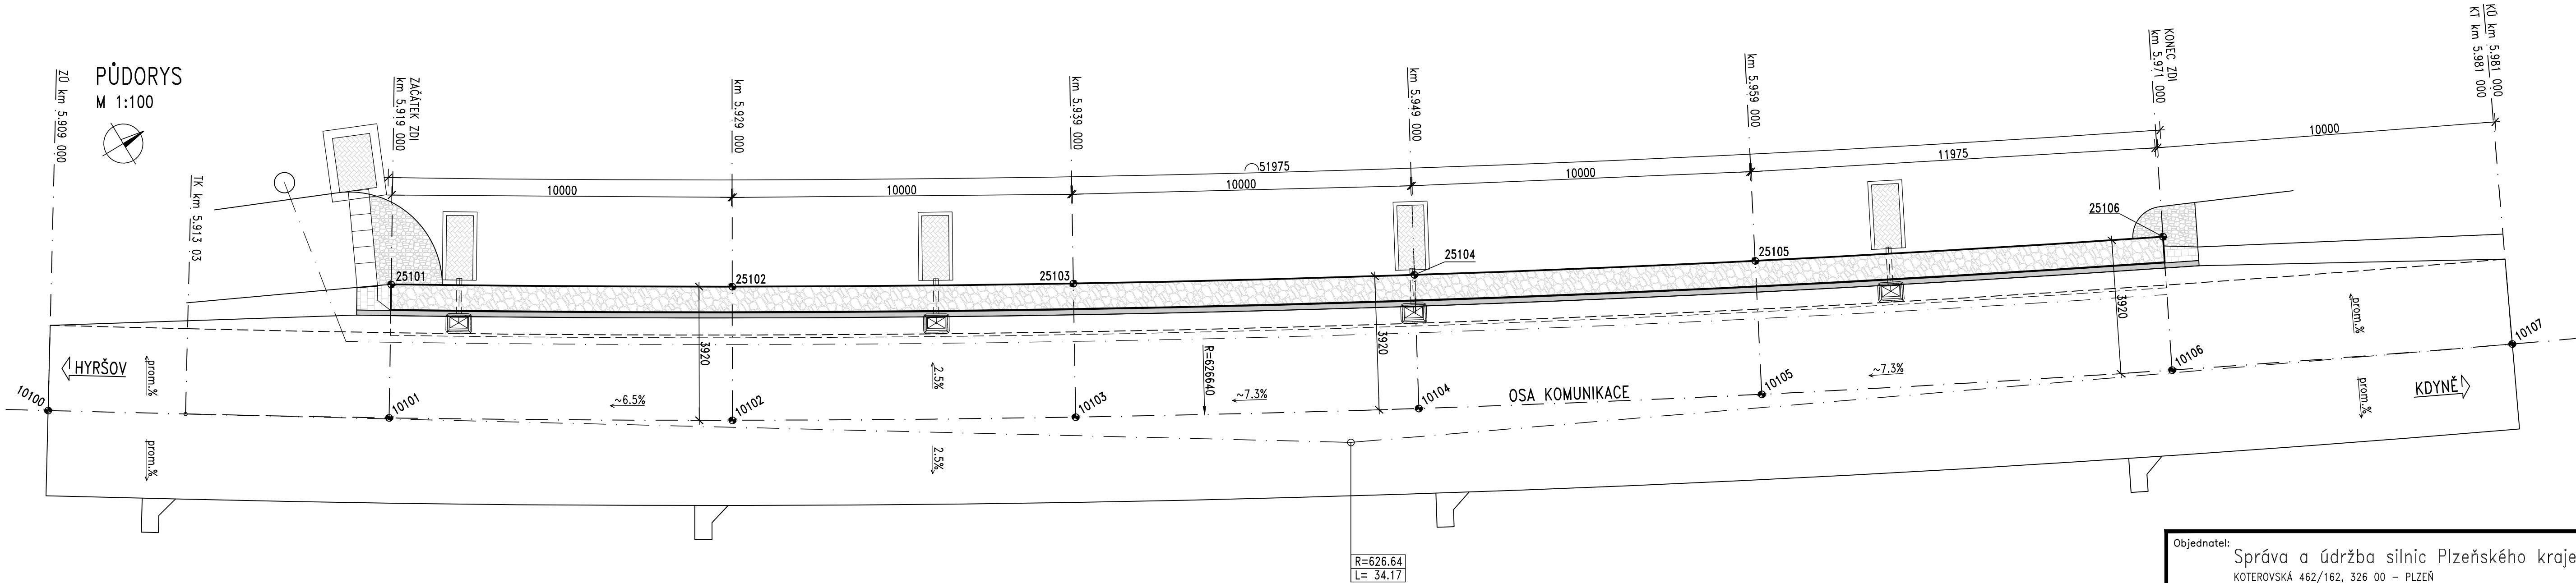 PŮDORYS
M 1:100
ZÚ km 5.909 000
TK km 5.913 03
ZAČÁTEK ZDI
km 5.919 000
km 5.929 000
km 5.939 000
km 5.949 000
km 5.959 000
KONEC ZDI
km 5.971 000
KÚ km 5.981 000
KT km 5.981 000
51975
10000
10000
10000
10000
11975
10000
25101
25102
25103
25104
25105
25106
3920
3920
3920
HYRŠOV
prom.%
prom.%
2.5%
2.5%
~6.5%
~7.3%
~7.3%
R=626640
OSA KOMUNIKACE
prom.%
prom.%
KDYNĚ
10100
10101
10102
10103
10104
10105
10106
10107
R=626.64
L= 34.17
Objednatel:
Správa a údržba silnic Plzeňského kraje
KOTEROVSKÁ 462/162, 326 00 – PLZEŇ